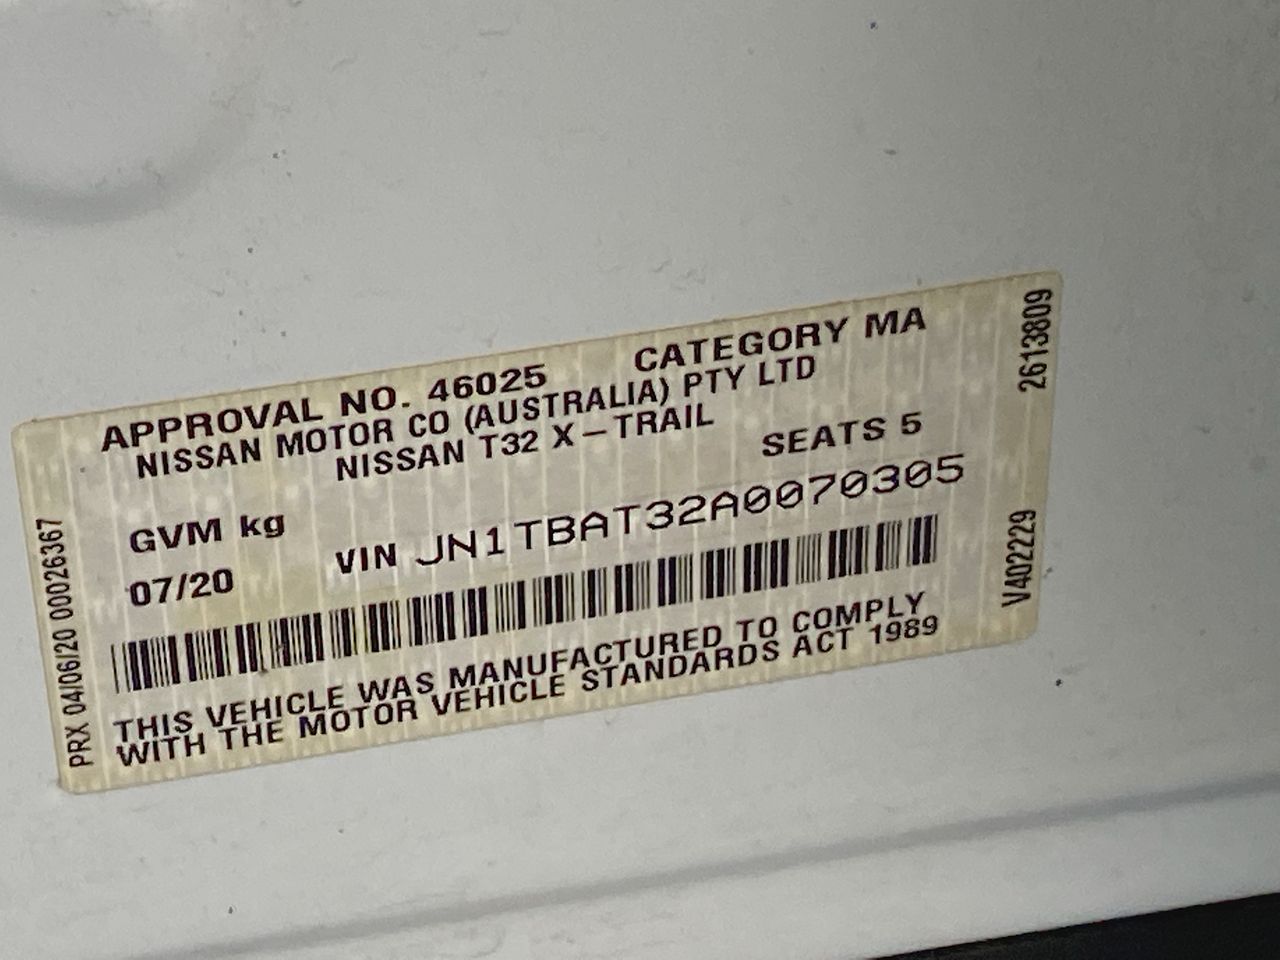 APPROVAL NO. 46025 CATEGORY MA
NISSAN MOTOR CO (AUSTRALIA) PTY LTD
NISSAN T32 X-TRAIL
SEATS 5
GVM kg
07/20
VIN JN1TBAT32A0070305
THIS VEHICLE WAS MANUFACTURED TO COMPLY
WITH THE MOTOR VEHICLE STANDARDS ACT 1989
PRX 04/06/20 00026367
V402229 2613809